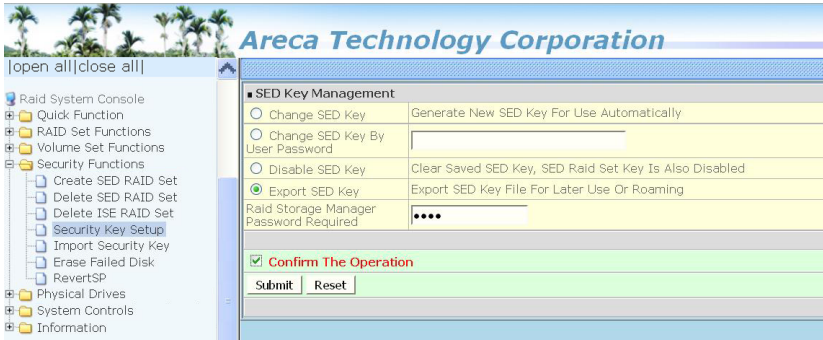 Areca Technology Corporation
|open all|close all|
Raid System Console
Quick Function
RAID Set Functions
Volume Set Functions
Security Functions
Create SED RAID Set
Delete SED RAID Set
Delete ISE RAID Set
Security Key Setup
Import Security Key
Erase Failed Disk
RevertSP
Physical Drives
System Controls
Information
SED Key Management
Change SED Key
Generate New SED Key For Use Automatically
Change SED Key By
User Password
Disable SED Key
Clear Saved SED Key, SED Raid Set Key Is Also Disabled
Export SED Key
Export SED Key File For Later Use Or Roaming
Raid Storage Manager
Password Required
••••
Confirm The Operation
Submit
Reset